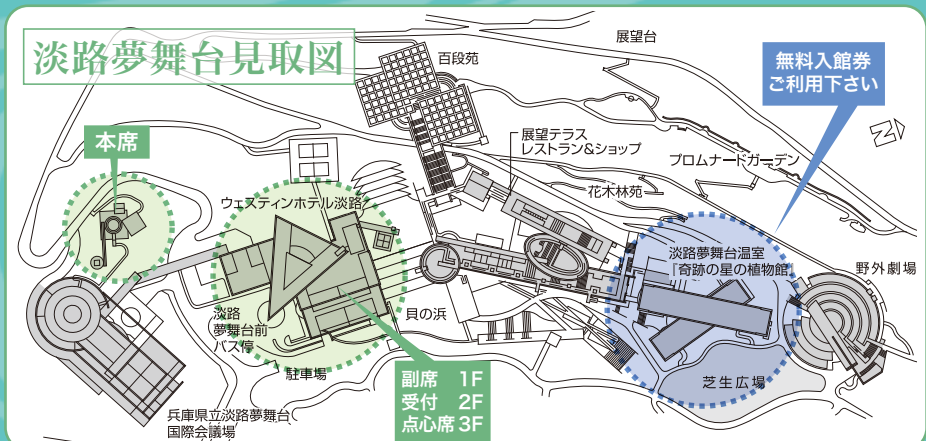 淡路夢舞台見取図
展望台
百段苑
無料入館券
ご利用下さい
本席
展望テラス
レストラン&ショップ
プロムナードガーデン
N
花木林苑
ウェスティンホテル淡路
淡路夢舞台温室
『奇跡の星の植物館』
野外劇場
貝の浜
淡路
夢舞台前
バス停
駐車場
副席 1F
受付 2F
点心席 3F
芝生広場
兵庫県立淡路夢舞台
国際会議場